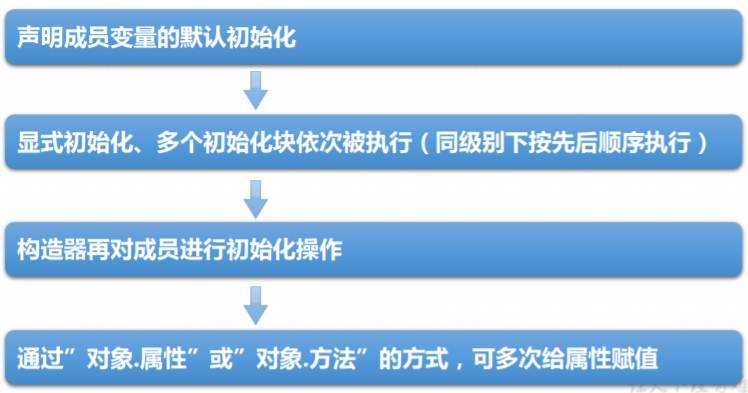 声明成员变量的默认初始化
显式初始化、多个初始化块依次被执行（同级别下按先后顺序执行）
构造器再对成员进行初始化操作
通过”对象.属性”或”对象.方法”的方式，可多次给属性赋值